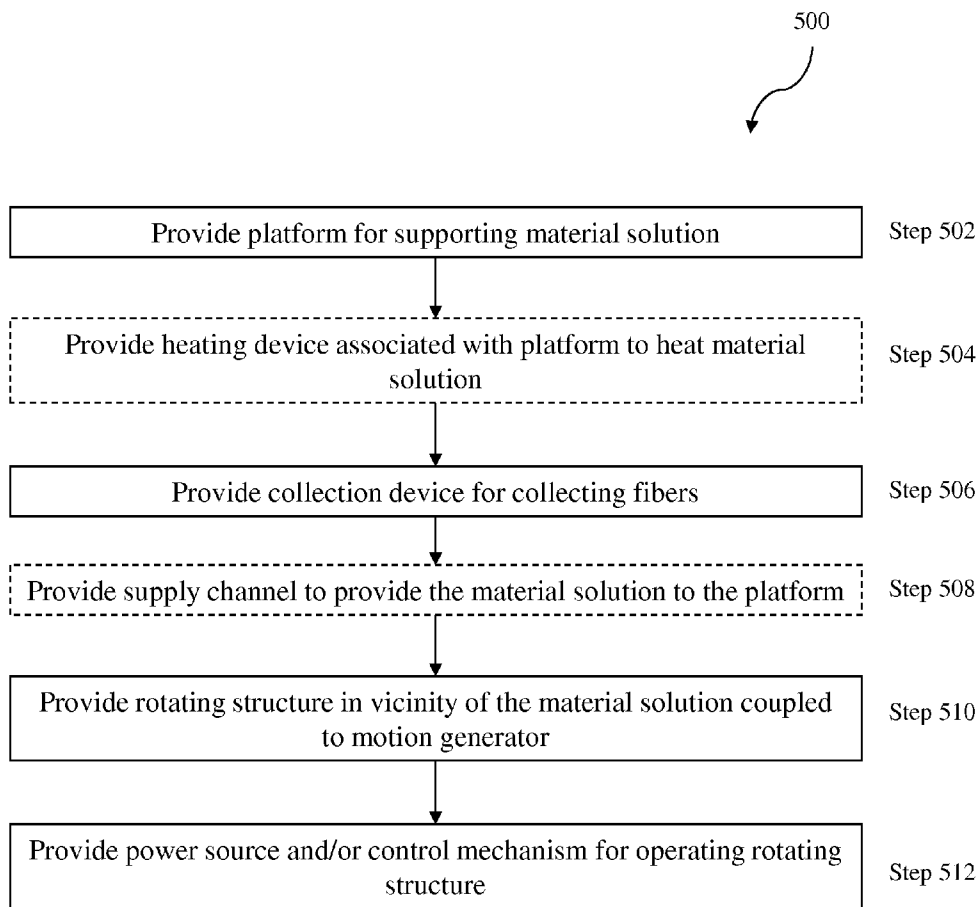 500
Provide platform for supporting material solution
Step 502
Provide heating device associated with platform to heat material
solution
Step 504
Provide collection device for collecting fibers
Step 506
Provide supply channel to provide the material solution to the platform
Step 508
Provide rotating structure in vicinity of the material solution coupled
to motion generator
Step 510
Provide power source and/or control mechanism for operating rotating
structure
Step 512